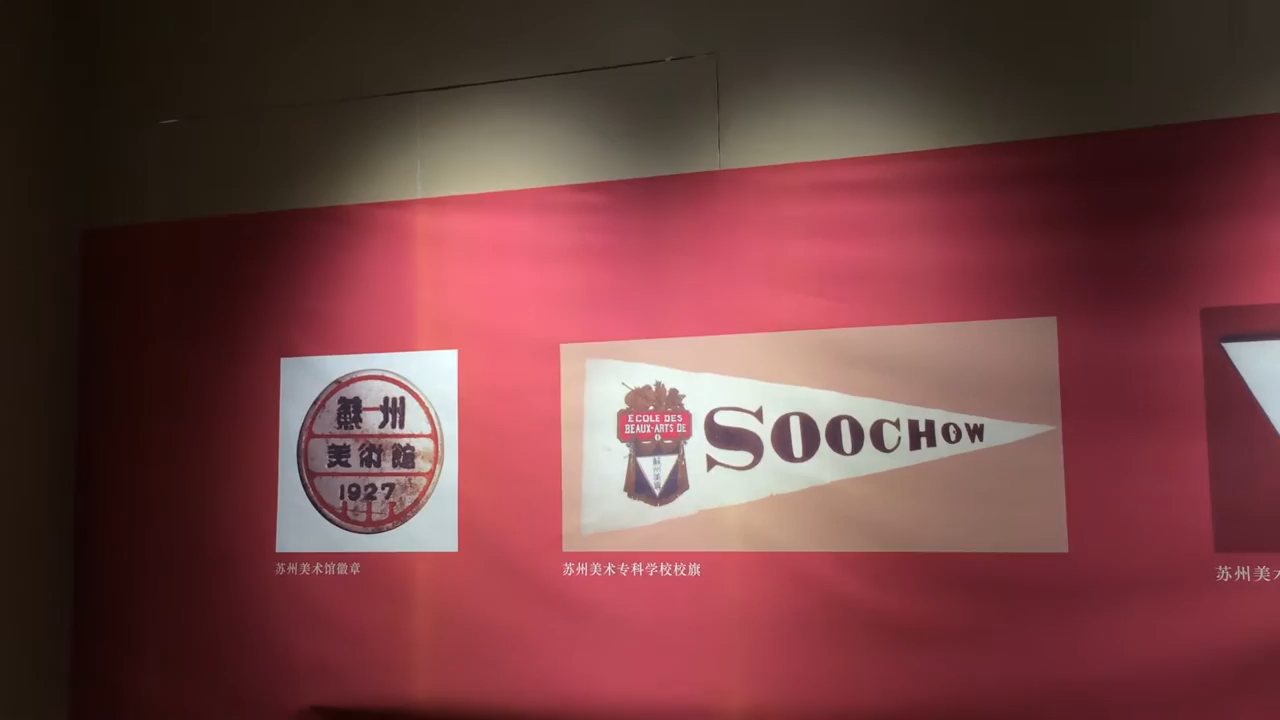 蘇州
美術館
1927
苏州美术馆徽章
ECOLE DES
BEAUX-ARTS DE
SOOCHOW
苏州美术专科学校校旗
苏州美术